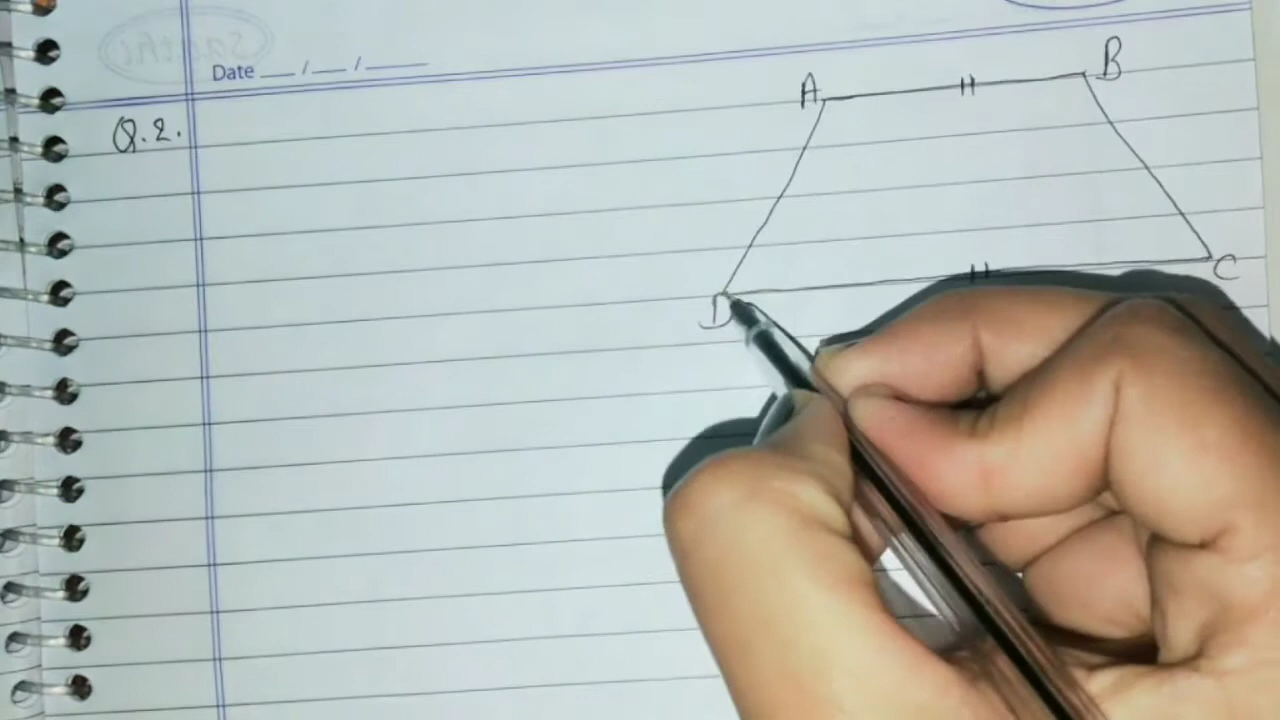 Date __ / __ / ____
Q.2.
A
B
C
D